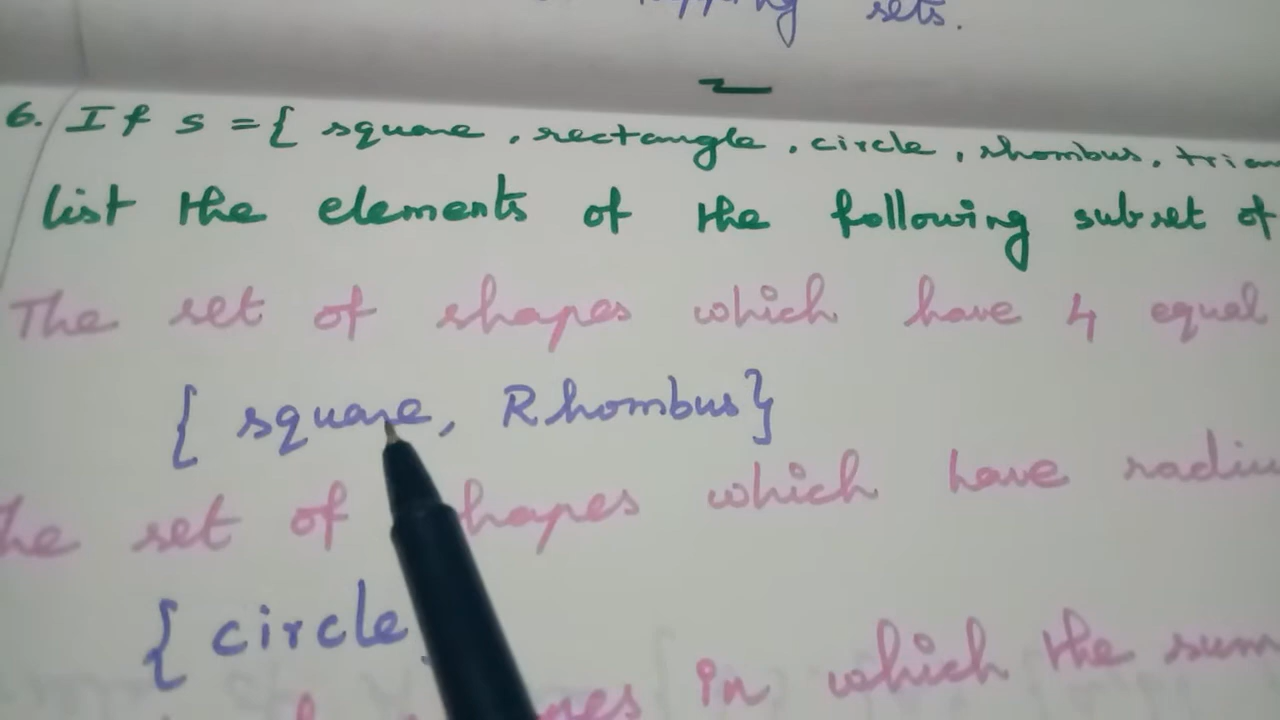 sets.
6. If s = { square, rectangle, circle, rhombus,
list the elements of the following subset of
The set of shapes which have 4 equal
{ square, Rhombus}
The set of shapes which have
{ circle
in which the